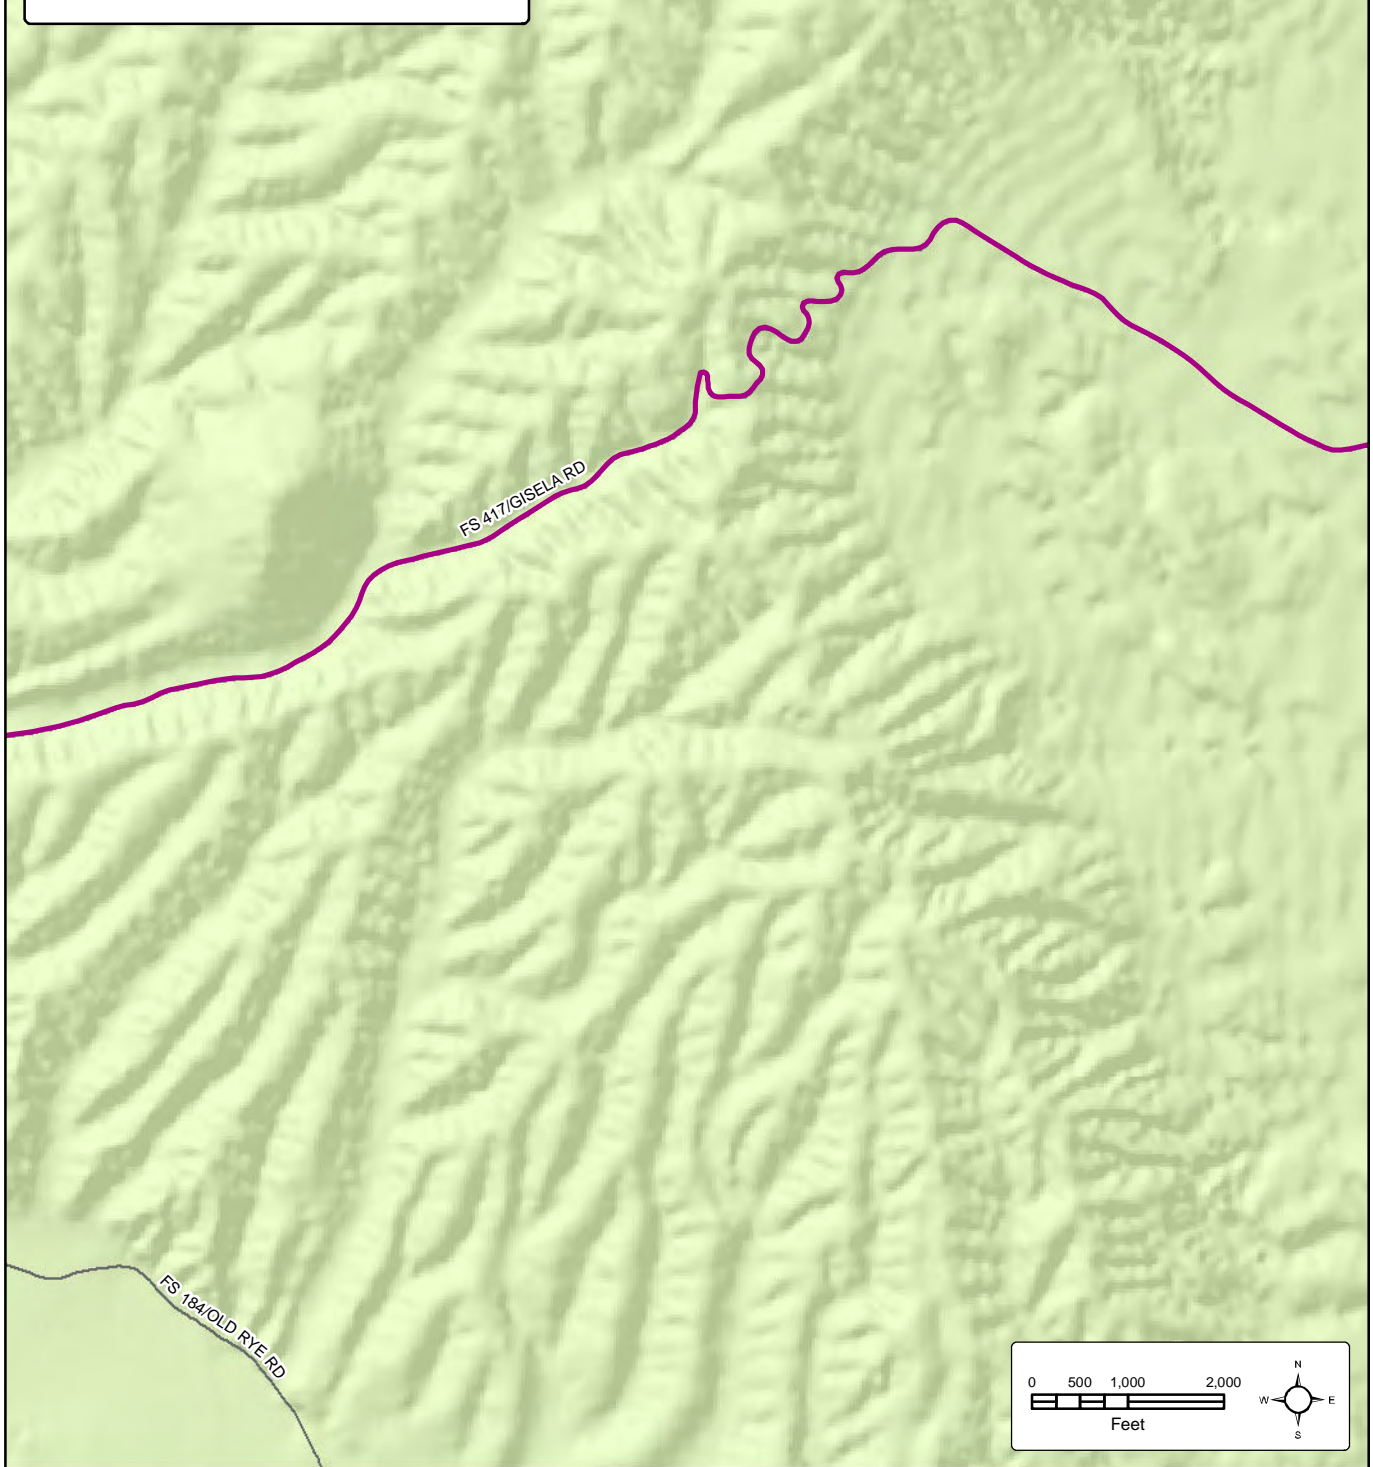 FS 417/GISELA RD
FS 184/OLD RYE RD
0 500 1,000 2,000
Feet
N
W E
S